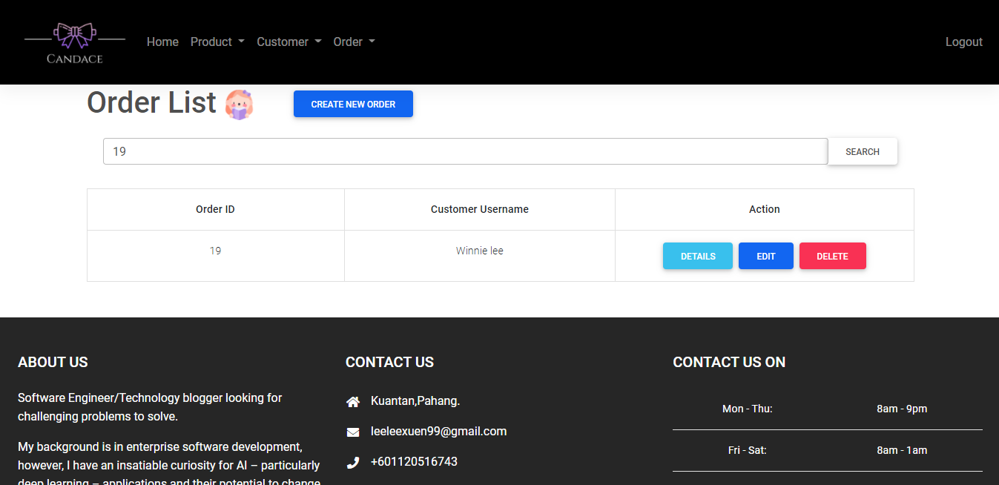 CANDACE
Home Product Customer Order Logout
Order List CREATE NEW ORDER
19 SEARCH
Order ID Customer Username Action
19 Winnie lee DETAILS EDIT DELETE
ABOUT US
Software Engineer/Technology blogger looking for
challenging problems to solve.
My background is in enterprise software development,
however, I have an insatiable curiosity for AI – particularly
deep learning – applications and their potential to change
CONTACT US
Kuantan,Pahang.
leeleexuen99@gmail.com
+601120516743
CONTACT US ON
Mon - Thu: 8am - 9pm
Fri - Sat: 8am - 1am